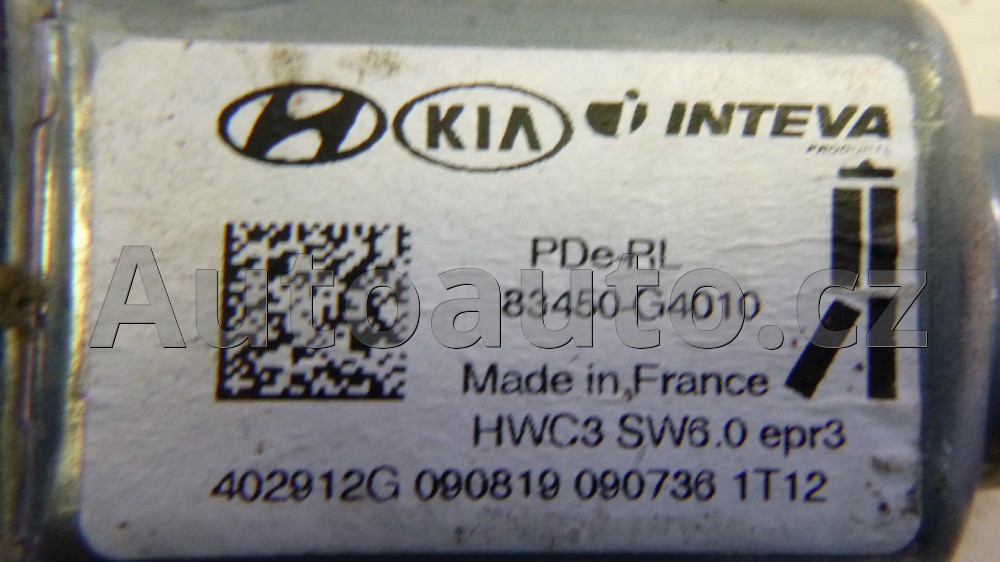 KIA INTEVA
PRODUCTS
PDe-RL
83450-G4010
Autoauto.cz
Made in,France
HWC3 SW6.0 epr3
402912G 090819 090736 1T12